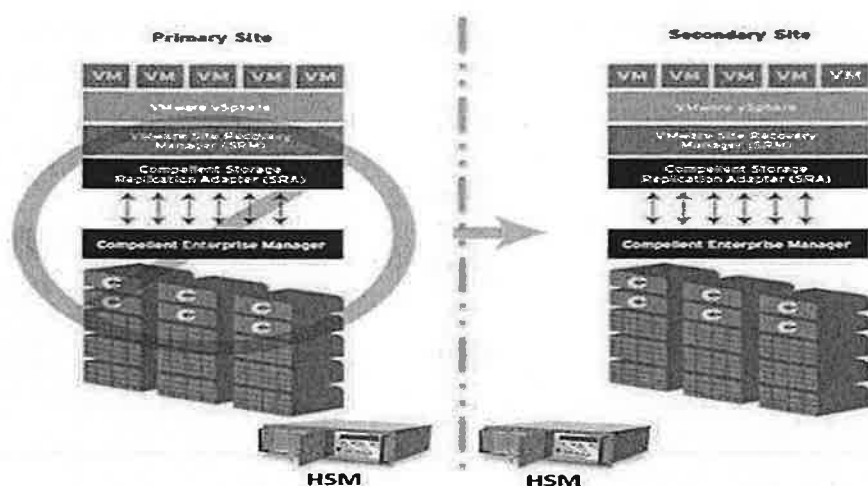 Primary Site
VM VM VM VM VM
VMware vSphere
VMware Site Recovery
Manager (SRM)
Compellent Storage
Replication Adapter (SRA)
Compellent Enterprise Manager
C C C
C C C
HSM
Secondary Site
VM VM VM VM VM
VMware vSphere
VMware Site Recovery
Manager (SRM)
Compellent Storage
Replication Adapter (SRA)
Compellent Enterprise Manager
C C C
C C C
HSM